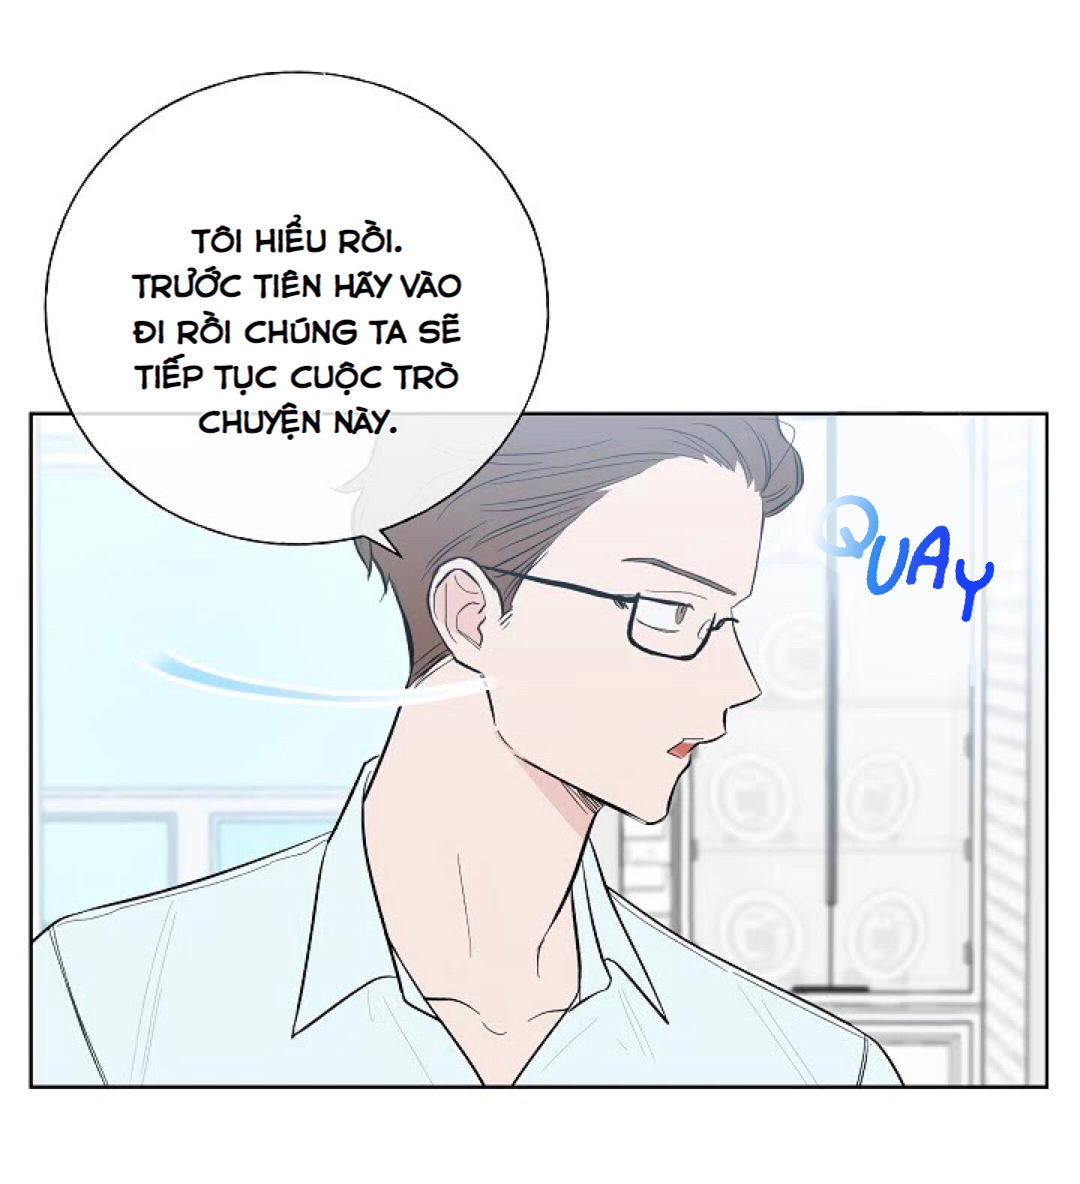 TÔI HIỂU RỒI.
TRƯỚC TIÊN HÃY VÀO
ĐI RỒI CHÚNG TA SẼ
TIẾP TỤC CUỘC TRÒ
CHUYỆN NÀY.
QUAY